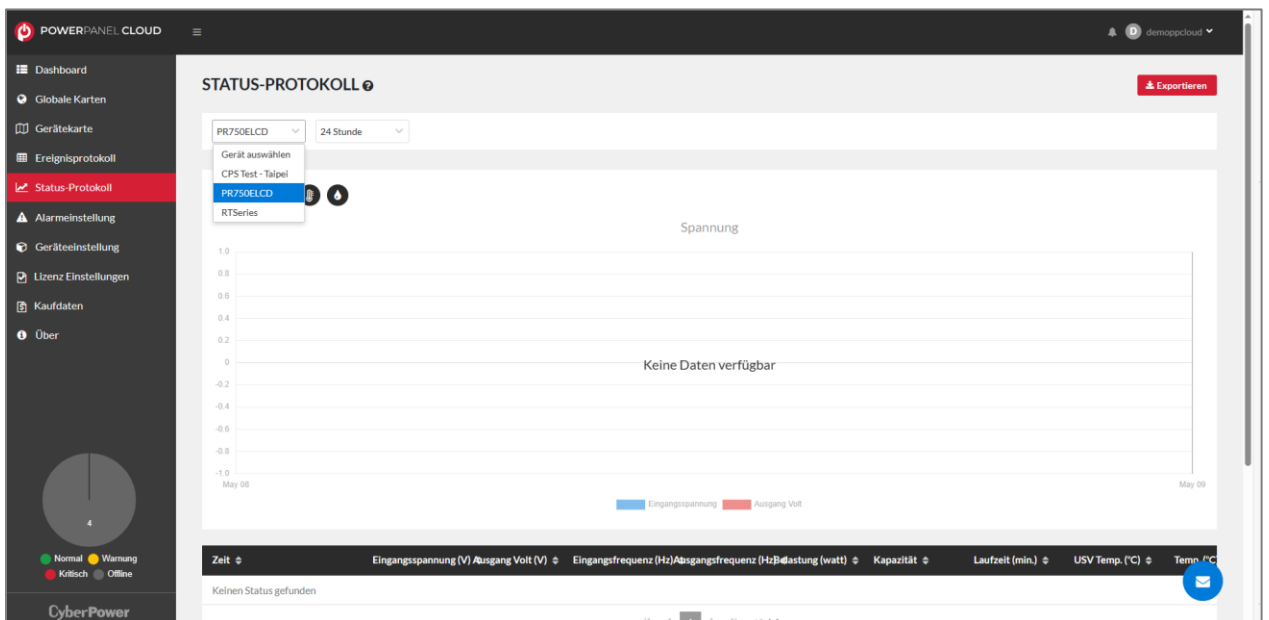 POWERPANEL CLOUD
D demoppcloud
Dashboard
Globale Karten
Gerätekarte
Ereignisprotokoll
Status-Protokoll
Alarmeinstellung
Geräteeinstellung
Lizenz Einstellungen
Kaufdaten
Über
4
Normal Warnung
Kritisch Offline
CyberPower
STATUS-PROTOKOLL
Exportieren
PR750ELCD 24 Stunde
Gerät auswählen
CPS Test - Taipei
PR750ELCD
RTSeries
Spannung
1.0
0.8
0.6
0.4
0.2
0
Keine Daten verfügbar
-0.2
-0.4
-0.6
-0.8
-1.0
May 08 May 09
Eingangsspannung Ausgang Volt
Zeit Eingangsspannung (V) Ausgang Volt (V) Eingangsfrequenz (Hz) Ausgangsfrequenz (Hz) Belastung (watt) Kapazität Laufzeit (min.) USV Temp. (°C) Temp. (°C
Keinen Status gefunden